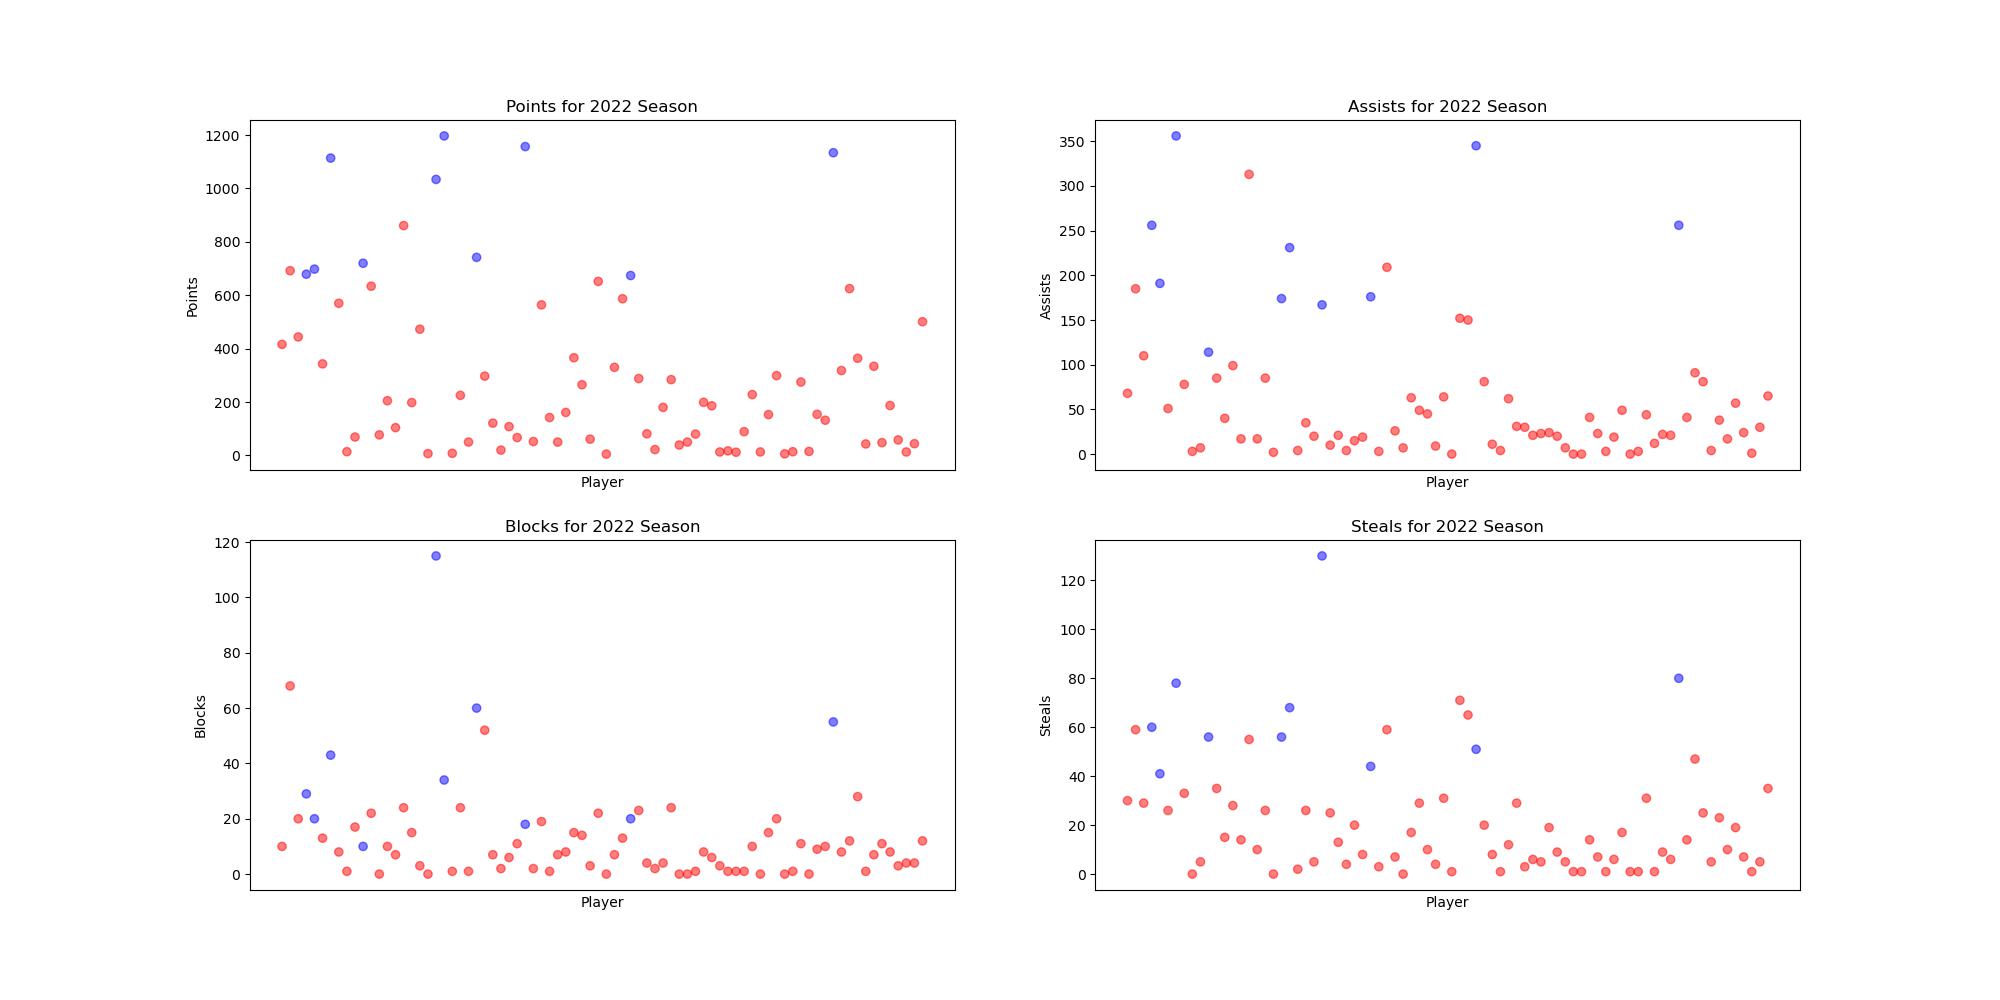 Points for 2022 Season
1200
1000
800
600
400
200
0
Points
Player
Assists for 2022 Season
350
300
250
200
150
100
50
0
Assists
Player
Blocks for 2022 Season
120
100
80
60
40
20
0
Blocks
Player
Steals for 2022 Season
120
100
80
60
40
20
0
Steals
Player